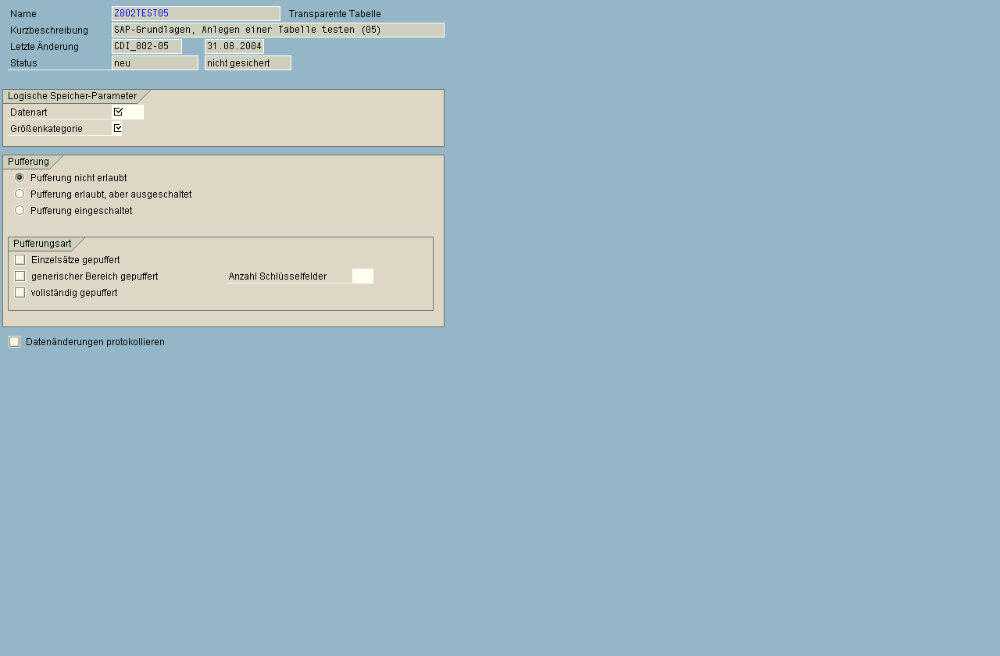 Name Z802TEST05 Transparente Tabelle
Kurzbeschreibung SAP-Grundlagen, Anlegen einer Tabelle testen (05)
Letzte Änderung CDI_802-05 31.08.2004
Status neu nicht gesichert
Logische Speicher-Parameter
Datenart
Größenkategorie
Pufferung
Pufferung nicht erlaubt
Pufferung erlaubt, aber ausgeschaltet
Pufferung eingeschaltet
Pufferungsart
Einzelsätze gepuffert
generischer Bereich gepuffert Anzahl Schlüsselfelder
vollständig gepuffert
Datenänderungen protokollieren